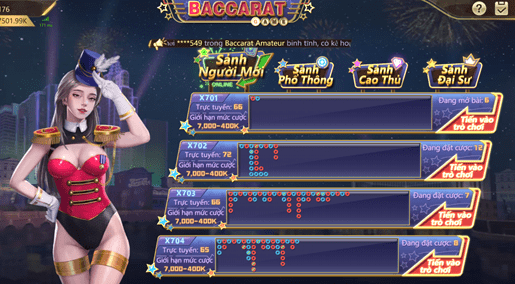 176
7501.99K
BACCARAT
GAME
****549 trong Baccarat Amateur bình tĩnh, có kế hoạ
Sảnh Người Mới
ONLINE
Sảnh Phổ Thông
Sảnh Cao Thủ
Sảnh Đại Sư
X701
Trực tuyến: 66
Giới hạn mức cược
7,000-400K
Đang mở bài: 6
Tiến vào trò chơi
X702
Trực tuyến: 72
Giới hạn mức cược
7,000-400K
Đang đặt cược: 12
Tiến vào trò chơi
X703
Trực tuyến: 66
Giới hạn mức cược
7,000-400K
Đang đặt cược: 7
Tiến vào trò chơi
X704
Trực tuyến: 65
Giới hạn mức cược
7,000-400K
Đang đặt cược: 8
Tiến vào trò chơi